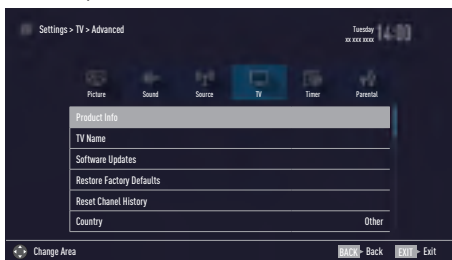 Settings > TV > Advanced
Tuesday
xx xxx xxxx
14:00
Picture Sound Source TV Timer Parental
Product Info
TV Name
Software Updates
Restore Factory Defaults
Reset Chanel History
Country Other
Change Area BACK Back EXIT Exit